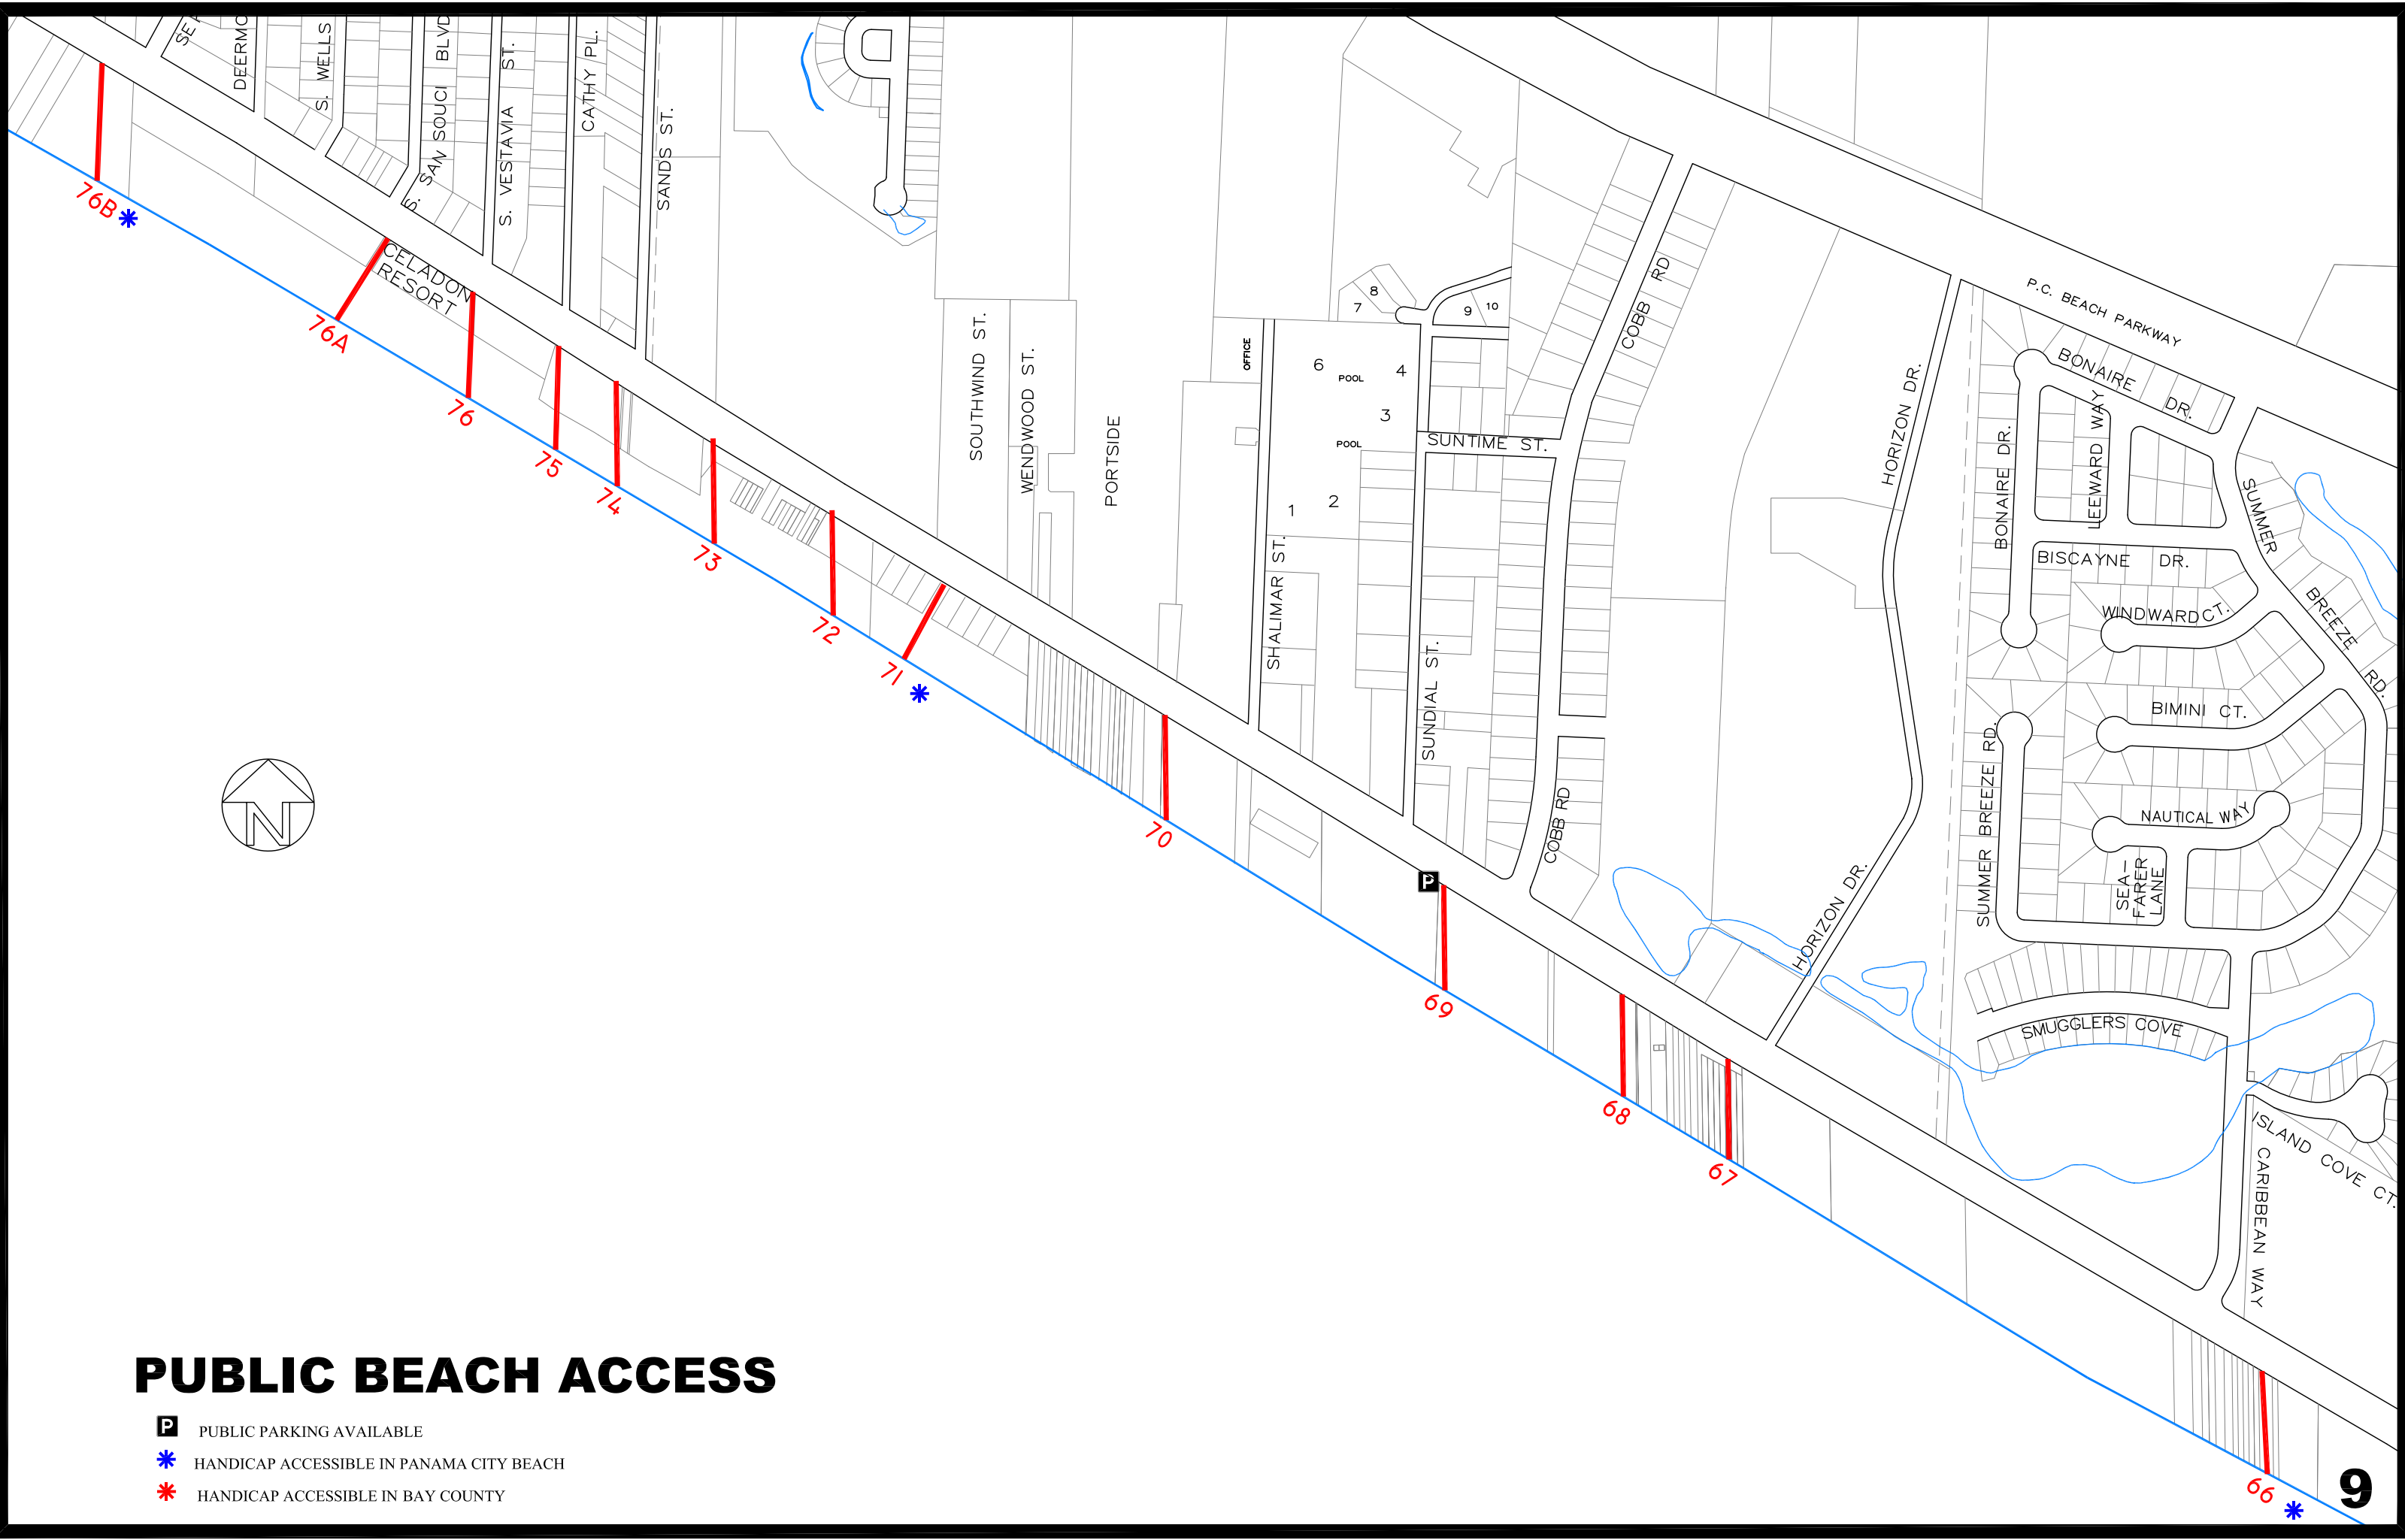 SE
DEERMO
S. WELLS
S. SAN SOUCI BLVD
S. VESTAVIA ST.
CATHY PL.
SANDS ST.
76B
CELADON
RESORT
76A
76
75
74
73
72
71
70
69
68
67
66
SOUTHWIND ST.
WENDWOOD ST.
PORTSIDE
OFFICE
6
POOL
4
3
POOL
2
1
7
8
9
10
SHALIMAR ST.
SUNTIME ST.
SUNDIAL ST.
COBB RD
COBB RD
P
HORIZON DR.
HORIZON DR.
P.C. BEACH PARKWAY
BONAIRE DR.
BONAIRE DR.
LEEWARD WAY
BISCAYNE DR.
WINDWARD CT.
SUMMER BREEZE RD.
BIMINI CT.
SUMMER BREEZE RD.
NAUTICAL WAY
SEA-
FARER
LANE
SMUGGLERS COVE
ISLAND COVE CT.
CARIBBEAN WAY
N
PUBLIC BEACH ACCESS
P PUBLIC PARKING AVAILABLE
HANDICAP ACCESSIBLE IN PANAMA CITY BEACH
HANDICAP ACCESSIBLE IN BAY COUNTY
9